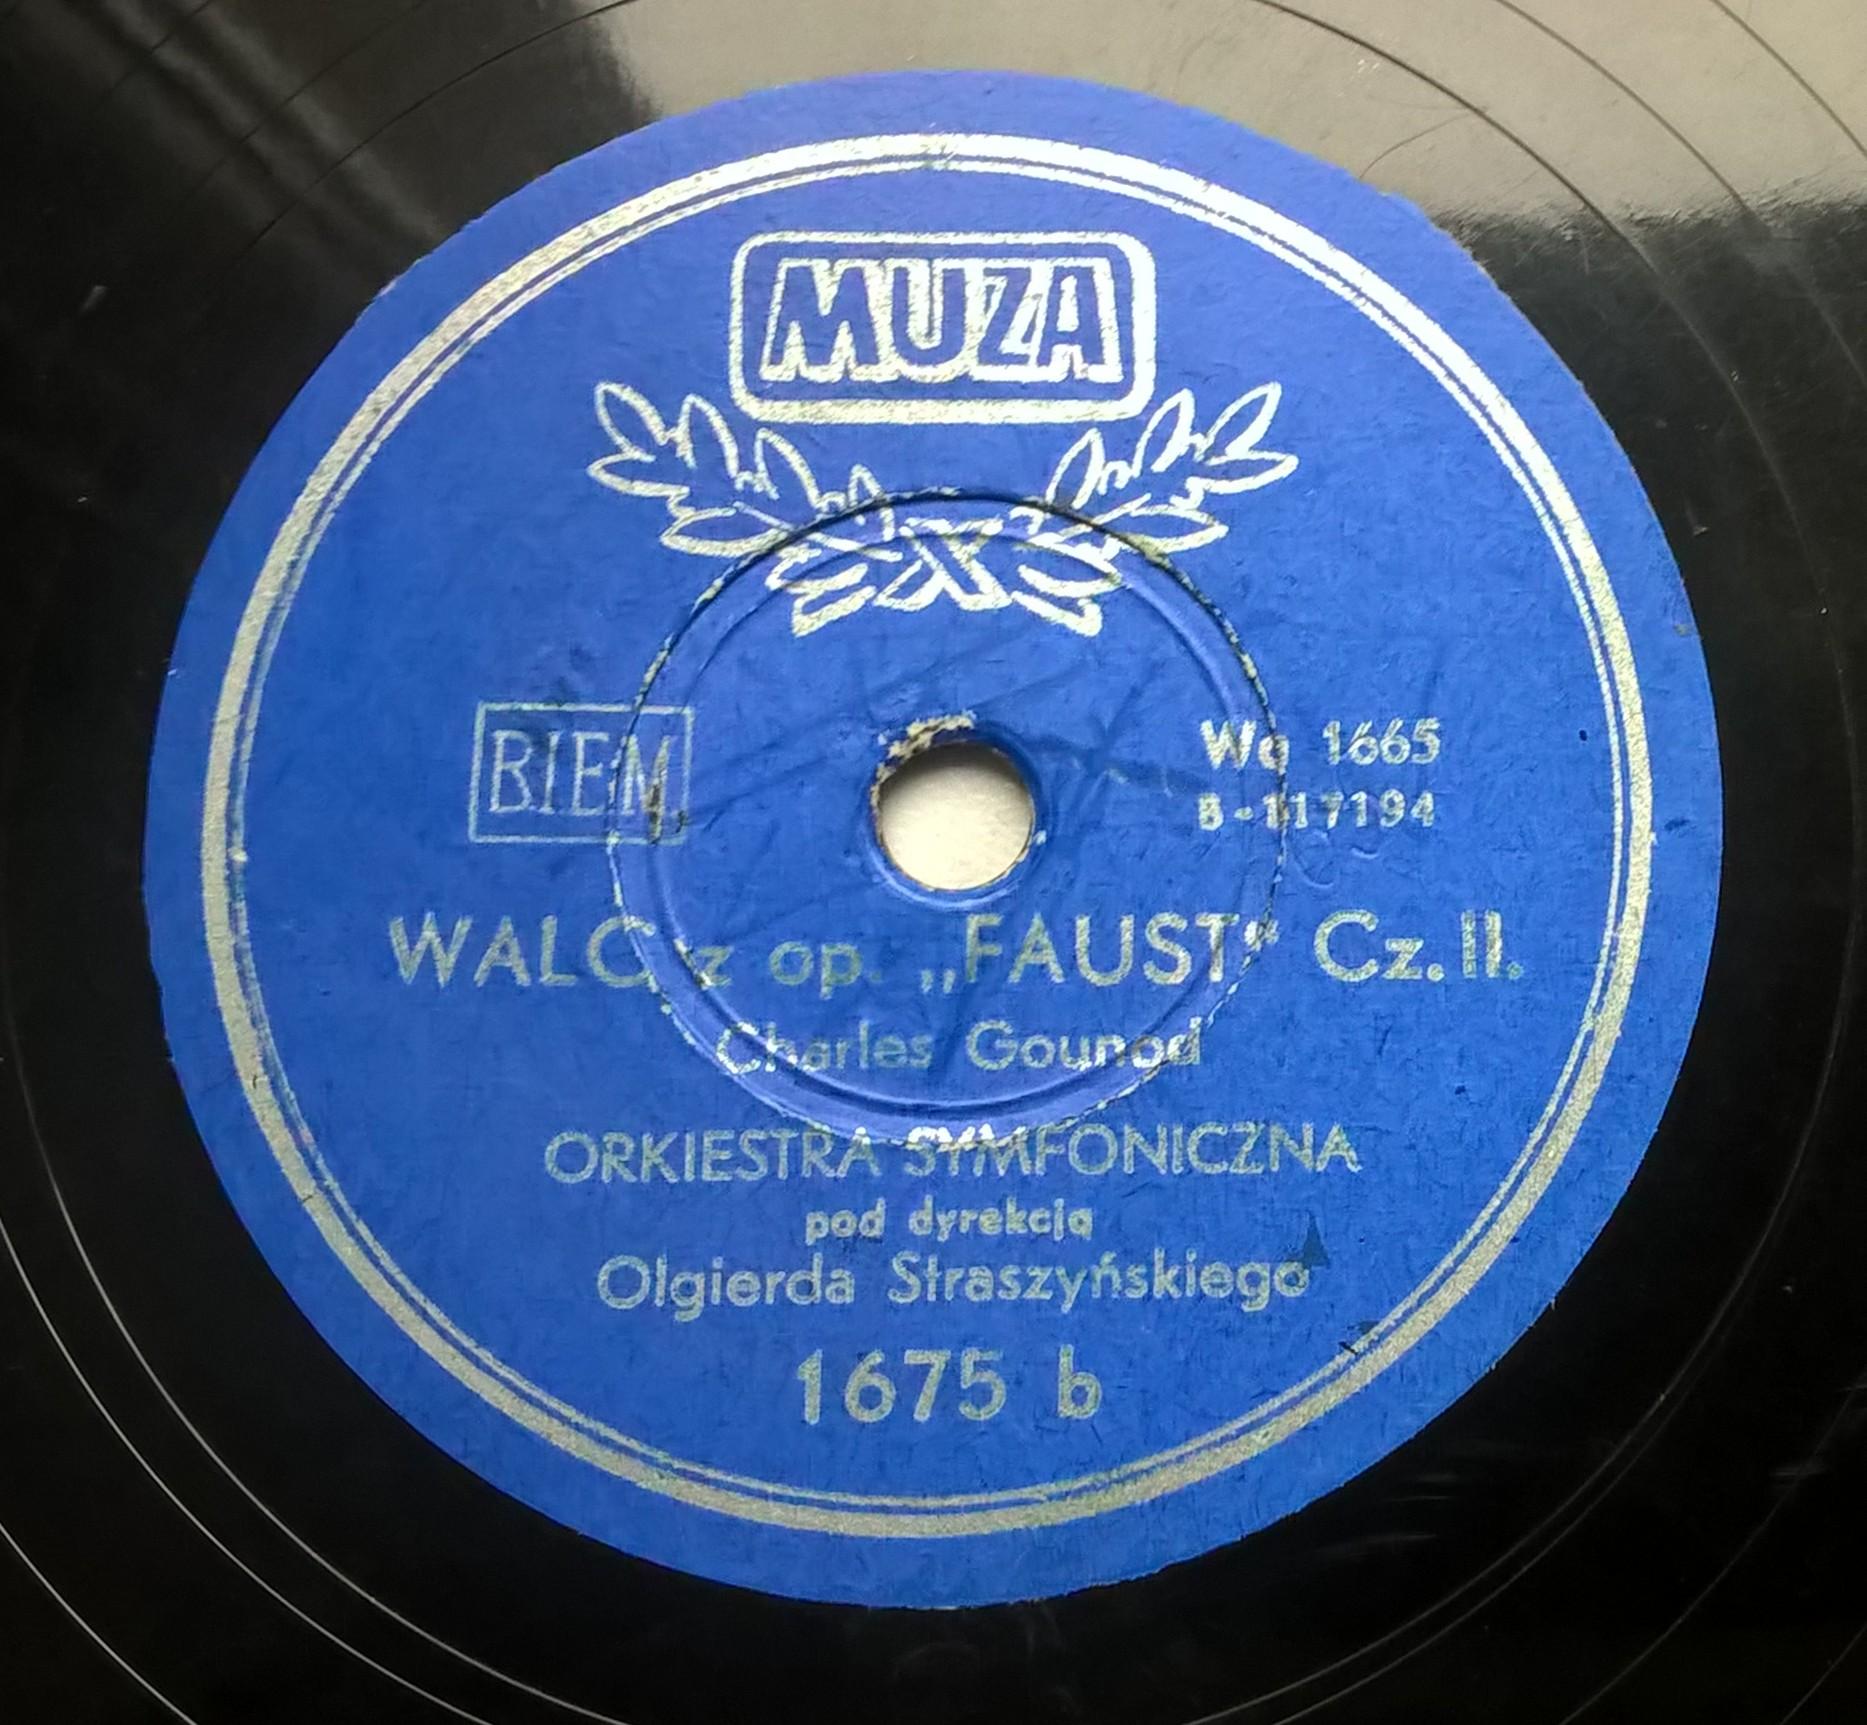 MUZA
BIEM
Wa 1665
B-117194
WALC z op. „FAUST" Cz. II.
Charles Gounod
ORKIESTRA SYMFONICZNA
pod dyrekcją
Olgierda Straszyńskiego
1675 b